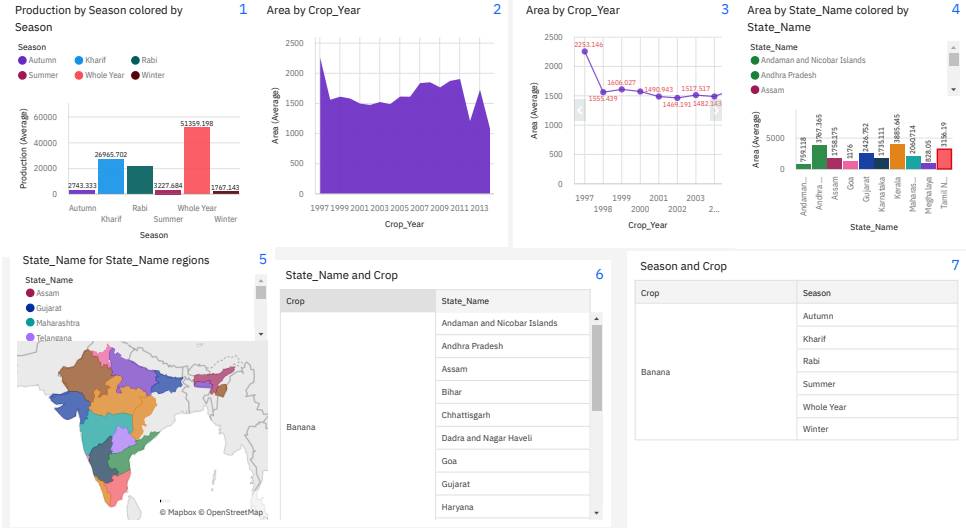 Production by Season colored by
Season
1
Season
Autumn
Kharif
Rabi
Summer
Whole Year
Winter
Production (Average)
60000
40000
20000
0
2743.333
26965.702
3227.684
51359.198
1767.143
Autumn
Rabi
Whole Year
Kharif
Summer
Winter
Season
Area by Crop_Year
2
Area (Average)
2500
2000
1500
1000
500
0
1997 1999 2001 2003 2005 2007 2009 2011 2013
Crop_Year
Area by Crop_Year
3
Area (Average)
2500
2000
1500
1000
500
0
2253.146
1606.027
1555.439
1490.943
1469.191
1517.517
1482.143
1997
1999
2001
2003
1998
2000
2002
2...
Crop_Year
Area by State_Name colored by
State_Name
4
State_Name
Andaman and Nicobar Islands
Andhra Pradesh
Assam
Area (Average)
5000
0
759.118
3767.365
1758.175
1176
2426.752
1735.111
3885.645
2060.714
828.05
3156.19
Andaman...
Andhra ...
Assam
Goa
Gujarat
Karnataka
Kerala
Maharas...
Meghalaya
Tamil N...
State_Name
State_Name for State_Name regions
5
State_Name
Assam
Gujarat
Maharashtra
Telangana
© Mapbox © OpenStreetMap
State_Name and Crop
6
Crop
State_Name
Banana
Andaman and Nicobar Islands
Andhra Pradesh
Assam
Bihar
Chhattisgarh
Dadra and Nagar Haveli
Goa
Gujarat
Haryana
Season and Crop
7
Crop
Season
Banana
Autumn
Kharif
Rabi
Summer
Whole Year
Winter